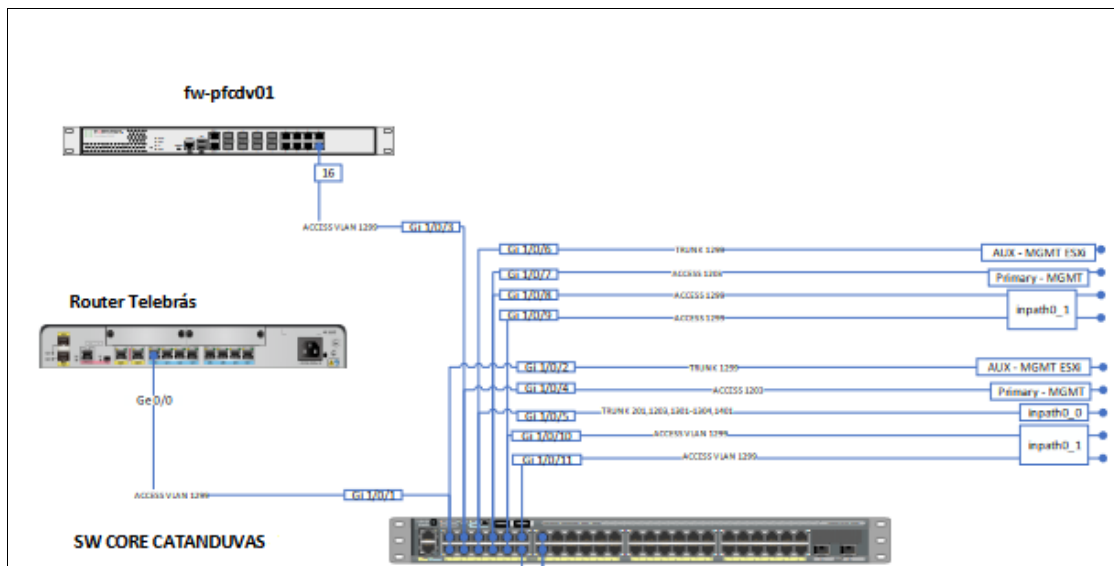 fw-pfcdv01
16
ACCESS VLAN 1299
Gi 1/0/3
Gi 1/0/6
TRUNK 1299
AUX - MGMT ESXi
Gi 1/0/7
ACCESS 1203
Primary - MGMT
Gi 1/0/8
ACCESS 1299
inpath0_1
Gi 1/0/9
ACCESS 1299
Router Telebrás
Ge 0/0
Gi 1/0/2
TRUNK 1299
AUX - MGMT ESXi
Gi 1/0/4
ACCESS 1203
Primary - MGMT
Gi 1/0/5
TRUNK 201,1203,1301-1304,1401
inpath0_0
Gi 1/0/10
ACCESS VLAN 1299
inpath0_1
Gi 1/0/11
ACCESS VLAN 1299
ACCESS VLAN 1299
Gi 1/0/1
SW CORE CATANDUVAS